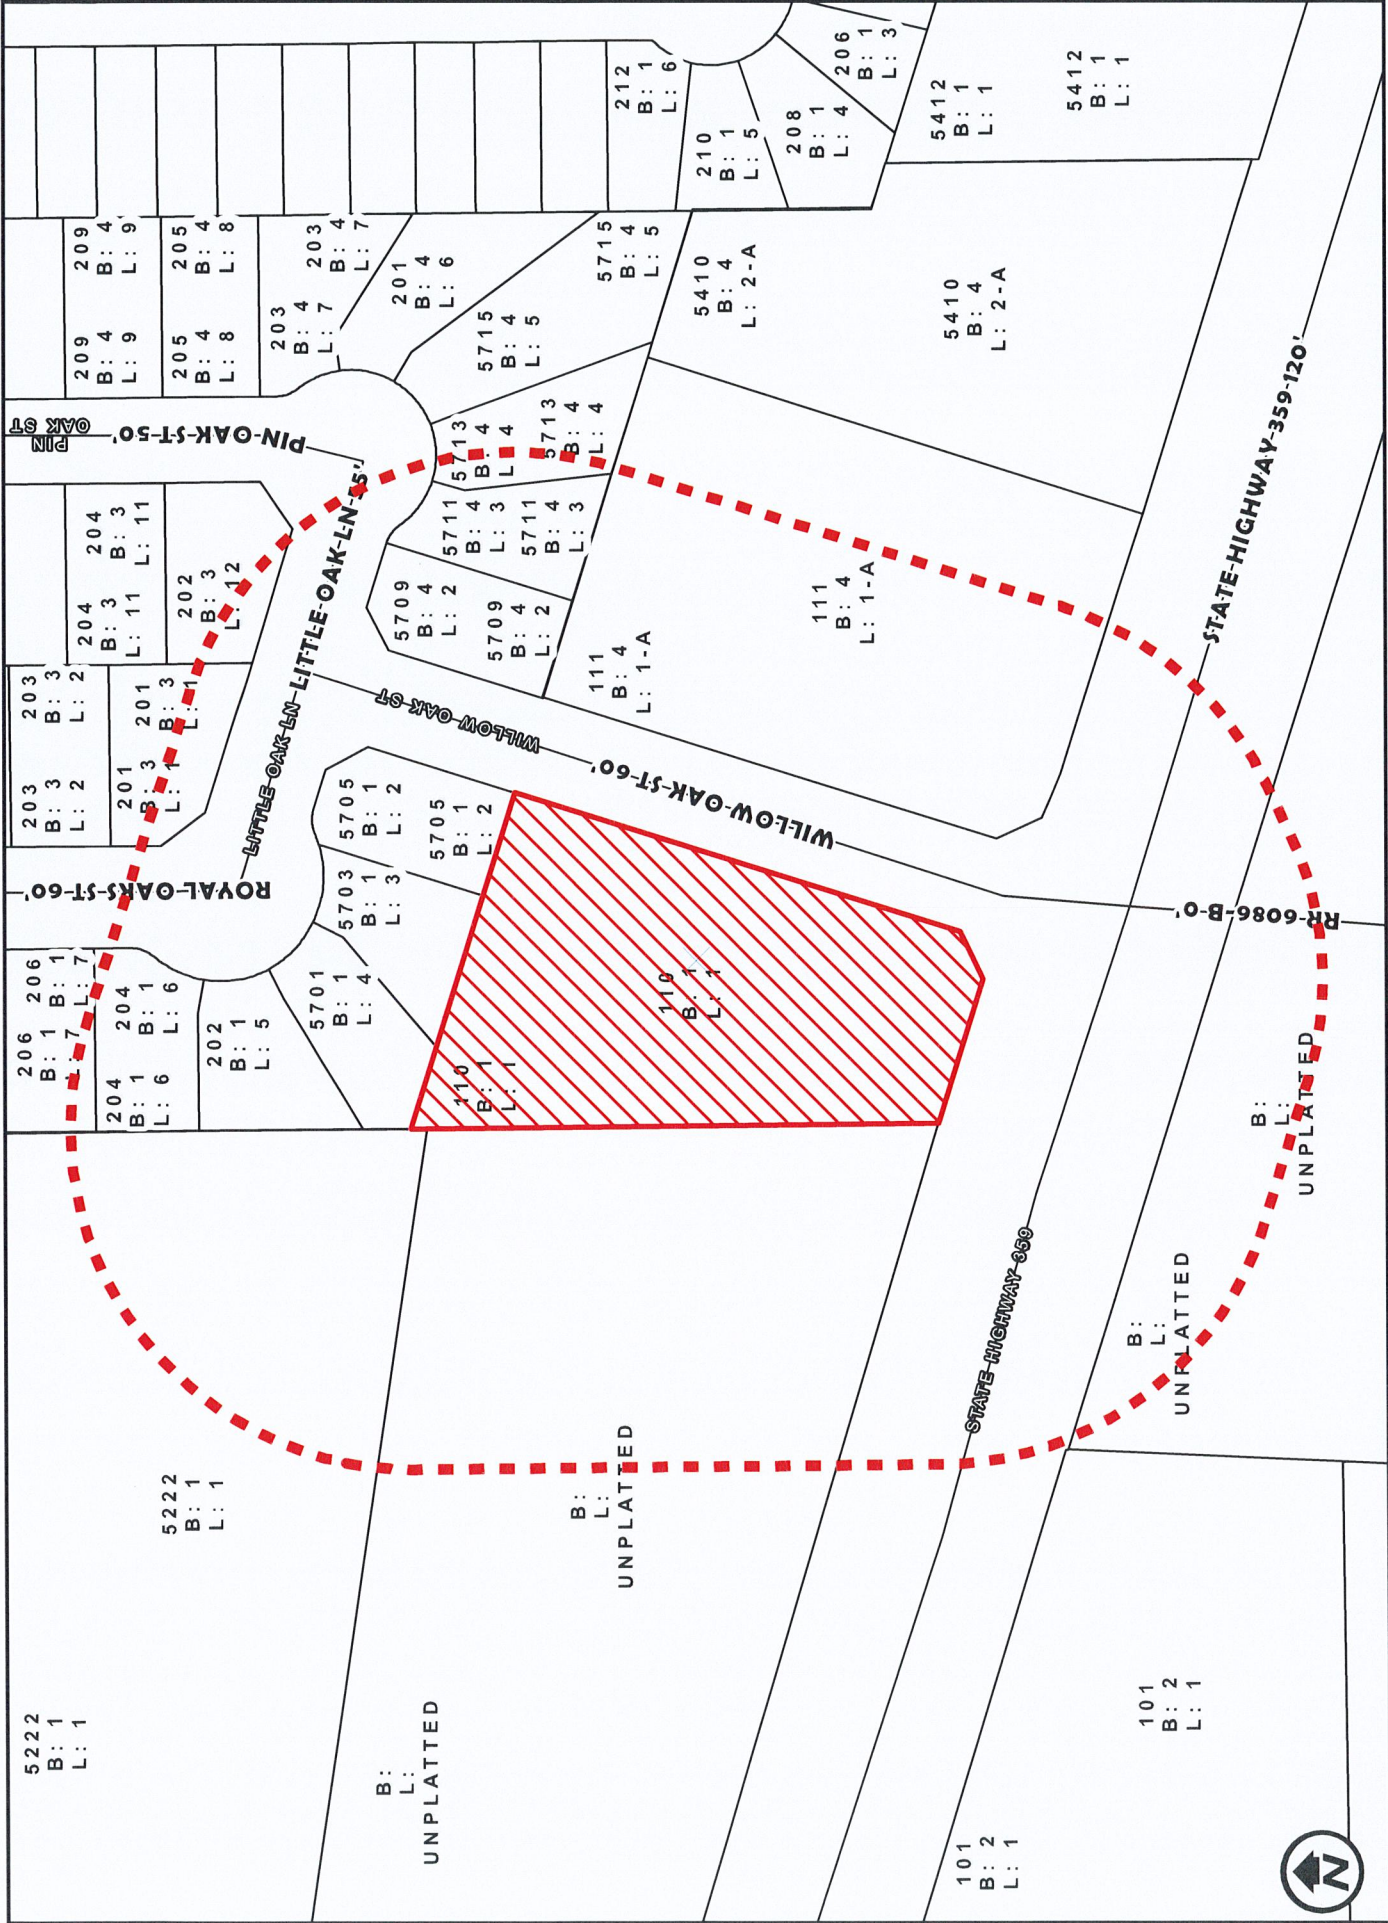 5222
B: 1
L: 1
5222
B: 1
L: 1
B:
L:
UNPLATTED
B:
L:
UNPLATTED
101
B: 2
L: 1
101
B: 2
L: 1
N
STATE HIGHWAY 359
B:
L:
UNPLATTED
B:
L:
UNPLATTED
206
B: 1
L: 7
206
B: 1
L: 7
204
B: 1
L: 6
204
B: 1
L: 6
202
B: 1
L: 5
5701
B: 1
L: 4
5703
B: 1
L: 3
5705
B: 1
L: 2
5705
B: 1
L: 2
110
B: 1
L: 1
110
B: 1
L: 1
ROYAL-OAKS-ST-60'
LITTLE-OAK-LN
LITTLE-OAK-LN-55'
WILLOW-OAK-ST
WILLOW-OAK-ST-60'
RR-6086-B-0'
203
B: 3
L: 2
203
B: 3
L: 2
201
B: 3
L: 1
201
B: 3
L: 1
204
B: 3
L: 11
204
B: 3
L: 11
202
B: 3
L: 12
PIN
OAK ST
PIN-OAK-ST-50'
5709
B: 4
L: 2
5709
B: 4
L: 2
5711
B: 4
L: 3
5711
B: 4
L: 3
5713
B: 4
L: 4
5713
B: 4
L: 4
111
B: 4
L: 1-A
111
B: 4
L: 1-A
209
B: 4
L: 9
209
B: 4
L: 9
205
B: 4
L: 8
205
B: 4
L: 8
203
B: 4
L: 7
203
B: 4
L: 7
201
B: 4
L: 6
5715
B: 4
L: 5
5715
B: 4
L: 5
5410
B: 4
L: 2-A
5410
B: 4
L: 2-A
STATE-HIGHWAY-359-120'
212
B: 1
L: 6
210
B: 1
L: 5
208
B: 1
L: 4
206
B: 1
L: 3
5412
B: 1
L: 1
5412
B: 1
L: 1